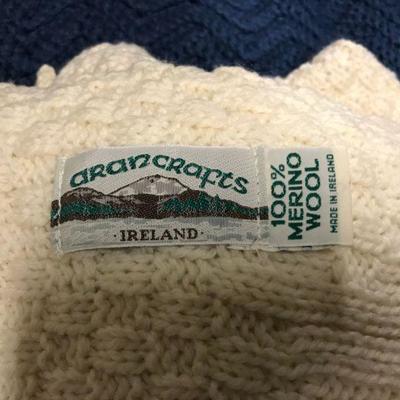 arancrafts
· IRELAND ·
100%
MERINO
WOOL
MADE IN IRELAND